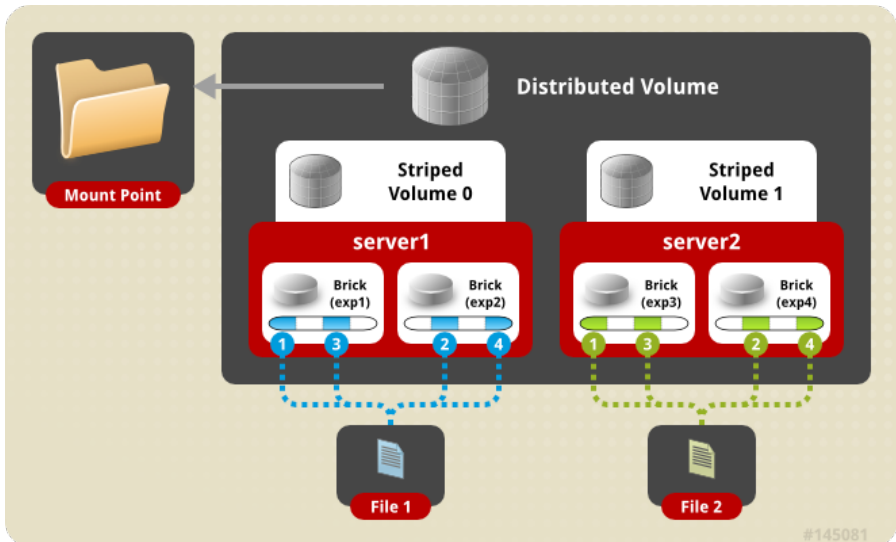 Distributed Volume
Mount Point
Striped
Volume 0
Striped
Volume 1
server1
server2
Brick
(exp1)
Brick
(exp2)
Brick
(exp3)
Brick
(exp4)
1
3
2
4
1
3
2
4
File 1
File 2
#145081